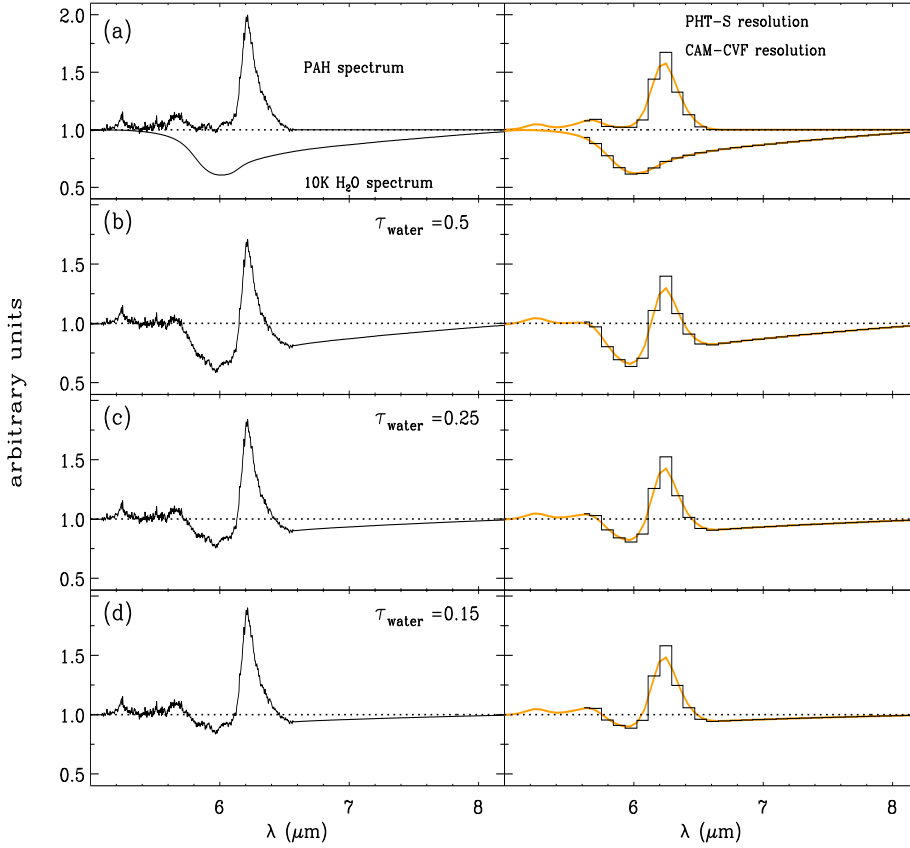 (a)
PAH spectrum
10K H₂O spectrum
PHT-S resolution
CAM-CVF resolution
2.0
1.5
1.0
0.5
(b)
τwater =0.5
1.5
1.0
0.5
(c)
τwater =0.25
1.5
1.0
0.5
(d)
τwater =0.15
1.5
1.0
0.5
arbitrary units
6 7 8
6 7 8
λ (μm)
λ (μm)